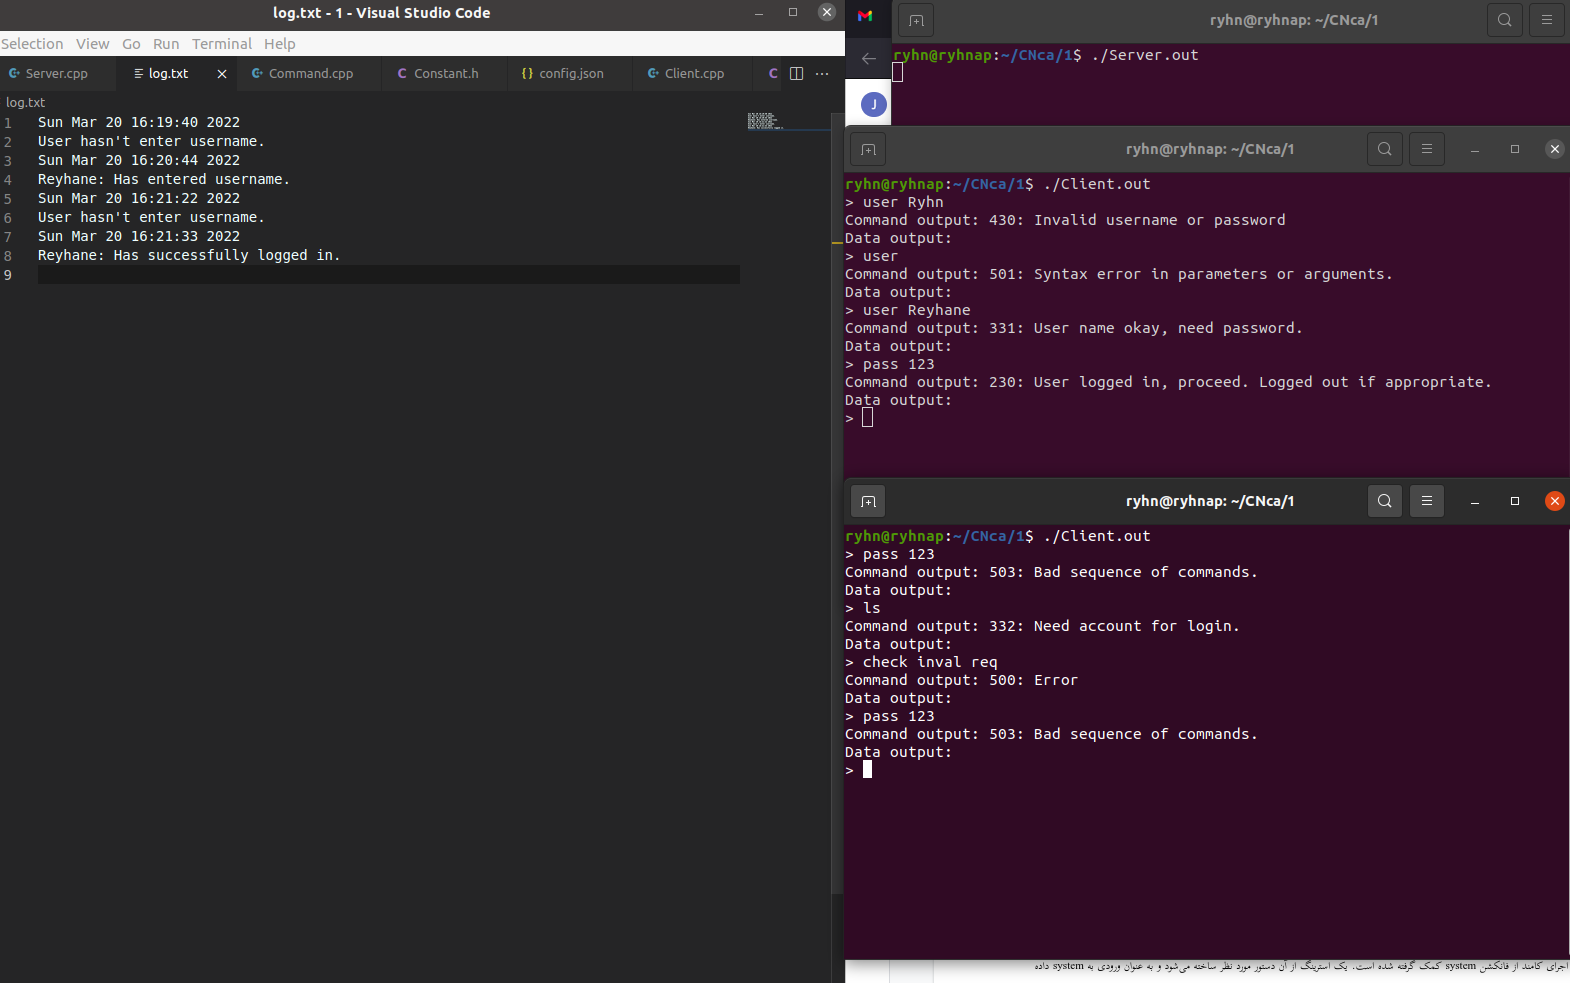 log.txt - 1 - Visual Studio Code
Selection View Go Run Terminal Help
Server.cpp log.txt Command.cpp Constant.h config.json Client.cpp
log.txt
1 Sun Mar 20 16:19:40 2022
2 User hasn't enter username.
3 Sun Mar 20 16:20:44 2022
4 Reyhane: Has entered username.
5 Sun Mar 20 16:21:22 2022
6 User hasn't enter username.
7 Sun Mar 20 16:21:33 2022
8 Reyhane: Has successfully logged in.
9
J
ryhn@ryhnap: ~/CNca/1
ryhn@ryhnap:~/CNca/1$ ./Server.out
ryhn@ryhnap: ~/CNca/1
ryhn@ryhnap:~/CNca/1$ ./Client.out
> user Ryhn
Command output: 430: Invalid username or password
Data output:
> user
Command output: 501: Syntax error in parameters or arguments.
Data output:
> user Reyhane
Command output: 331: User name okay, need password.
Data output:
> pass 123
Command output: 230: User logged in, proceed. Logged out if appropriate.
Data output:
>
ryhn@ryhnap: ~/CNca/1
ryhn@ryhnap:~/CNca/1$ ./Client.out
> pass 123
Command output: 503: Bad sequence of commands.
Data output:
> ls
Command output: 332: Need account for login.
Data output:
> check inval req
Command output: 500: Error
Data output:
> pass 123
Command output: 503: Bad sequence of commands.
Data output:
>
اجرای کامند از فانکشن system کمک گرفته شده است. یک استرینگ از آن دستور مورد نظر ساخته می‌شود و به عنوان ورودی به system داده